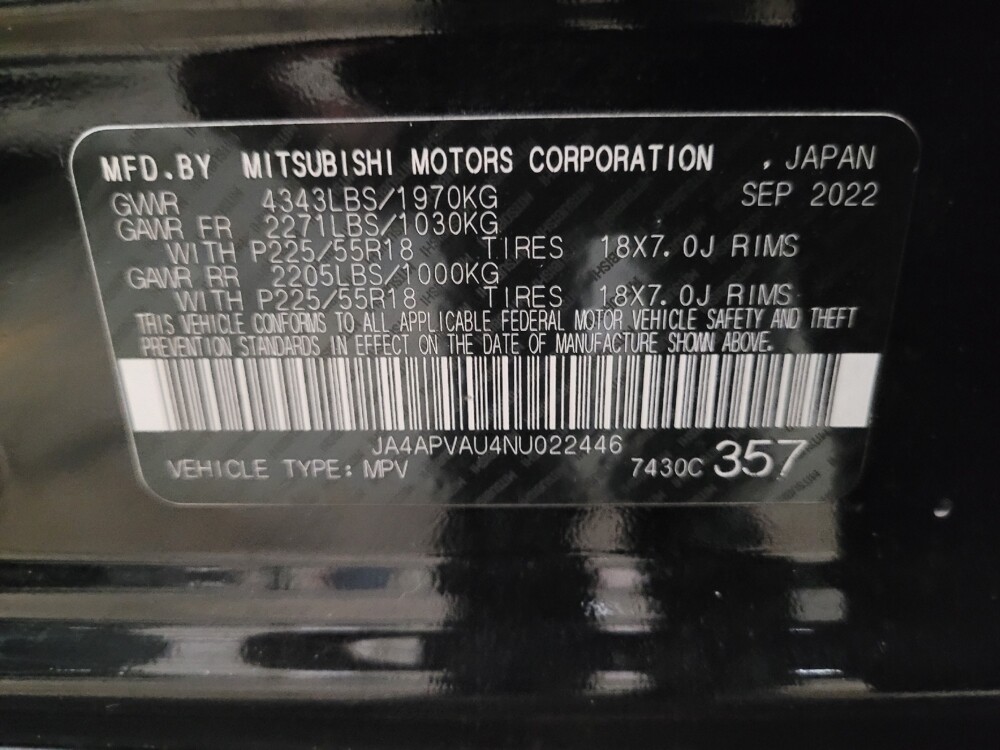 MFD.BY MITSUBISHI MOTORS CORPORATION , JAPAN
GVWR 4343LBS/1970KG SEP 2022
GAWR FR 2271LBS/1030KG
WITH P225/55R18 TIRES 18X7.0J RIMS
GAWR RR 2205LBS/1000KG
WITH P225/55R18 TIRES 18X7.0J RIMS
THIS VEHICLE CONFORMS TO ALL APPLICABLE FEDERAL MOTOR VEHICLE SAFETY AND THEFT
PREVENTION STANDARDS IN EFFECT ON THE DATE OF MANUFACTURE SHOWN ABOVE.
JA4APVAU4NU022446
VEHICLE TYPE: MPV 7430C 357